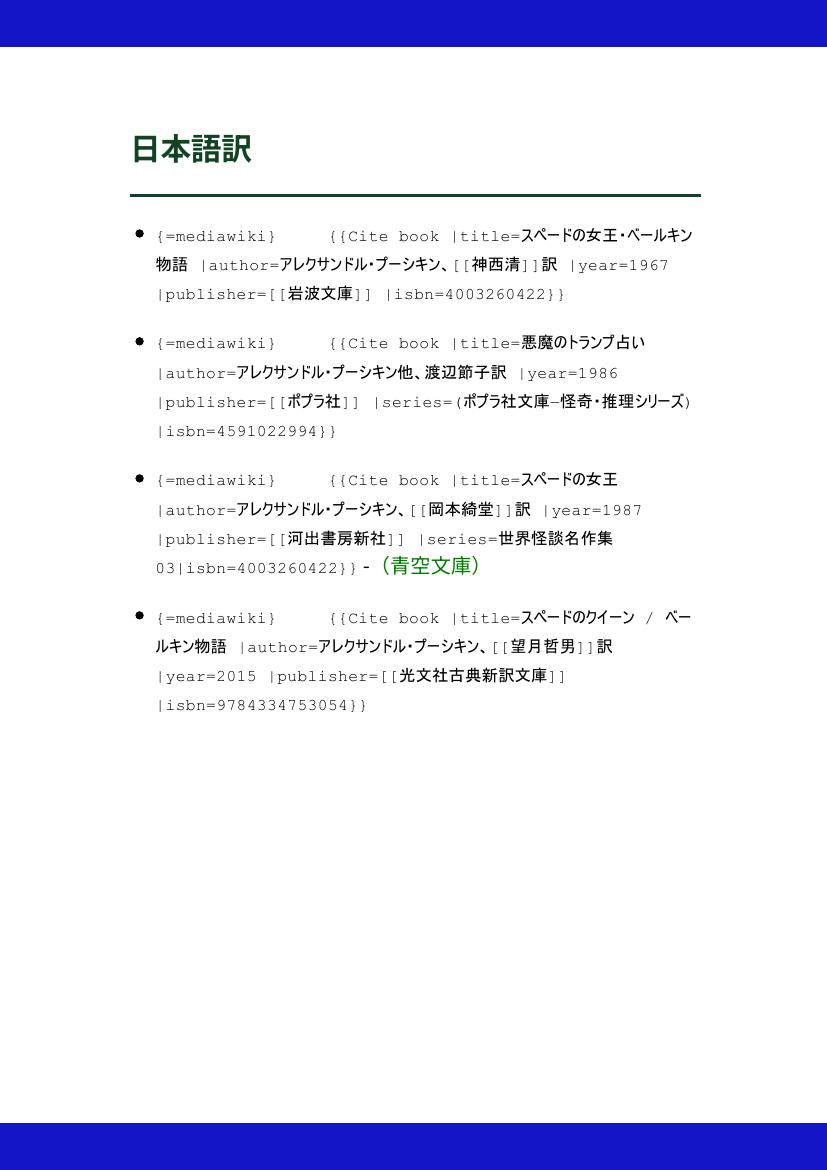 日本語訳
• {=mediawiki}     {{Cite book |title=スペードの女王・ベールキン
物語 |author=アレクサンドル・プーシキン、[[神西清]]訳 |year=1967
|publisher=[[岩波文庫]] |isbn=4003260422}}
• {=mediawiki}     {{Cite book |title=悪魔のトランプ占い
|author=アレクサンドル・プーシキン他、渡辺節子訳 |year=1986
|publisher=[[ポプラ社]] |series=(ポプラ社文庫—怪奇・推理シリーズ)
|isbn=4591022994}}
• {=mediawiki}     {{Cite book |title=スペードの女王
|author=アレクサンドル・プーシキン、[[岡本綺堂]]訳 |year=1987
|publisher=[[河出書房新社]] |series=世界怪談名作集
03|isbn=4003260422}} -（青空文庫）
• {=mediawiki}     {{Cite book |title=スペードのクイーン / ベー
ルキン物語 |author=アレクサンドル・プーシキン、[[望月哲男]]訳
|year=2015 |publisher=[[光文社古典新訳文庫]]
|isbn=9784334753054}}